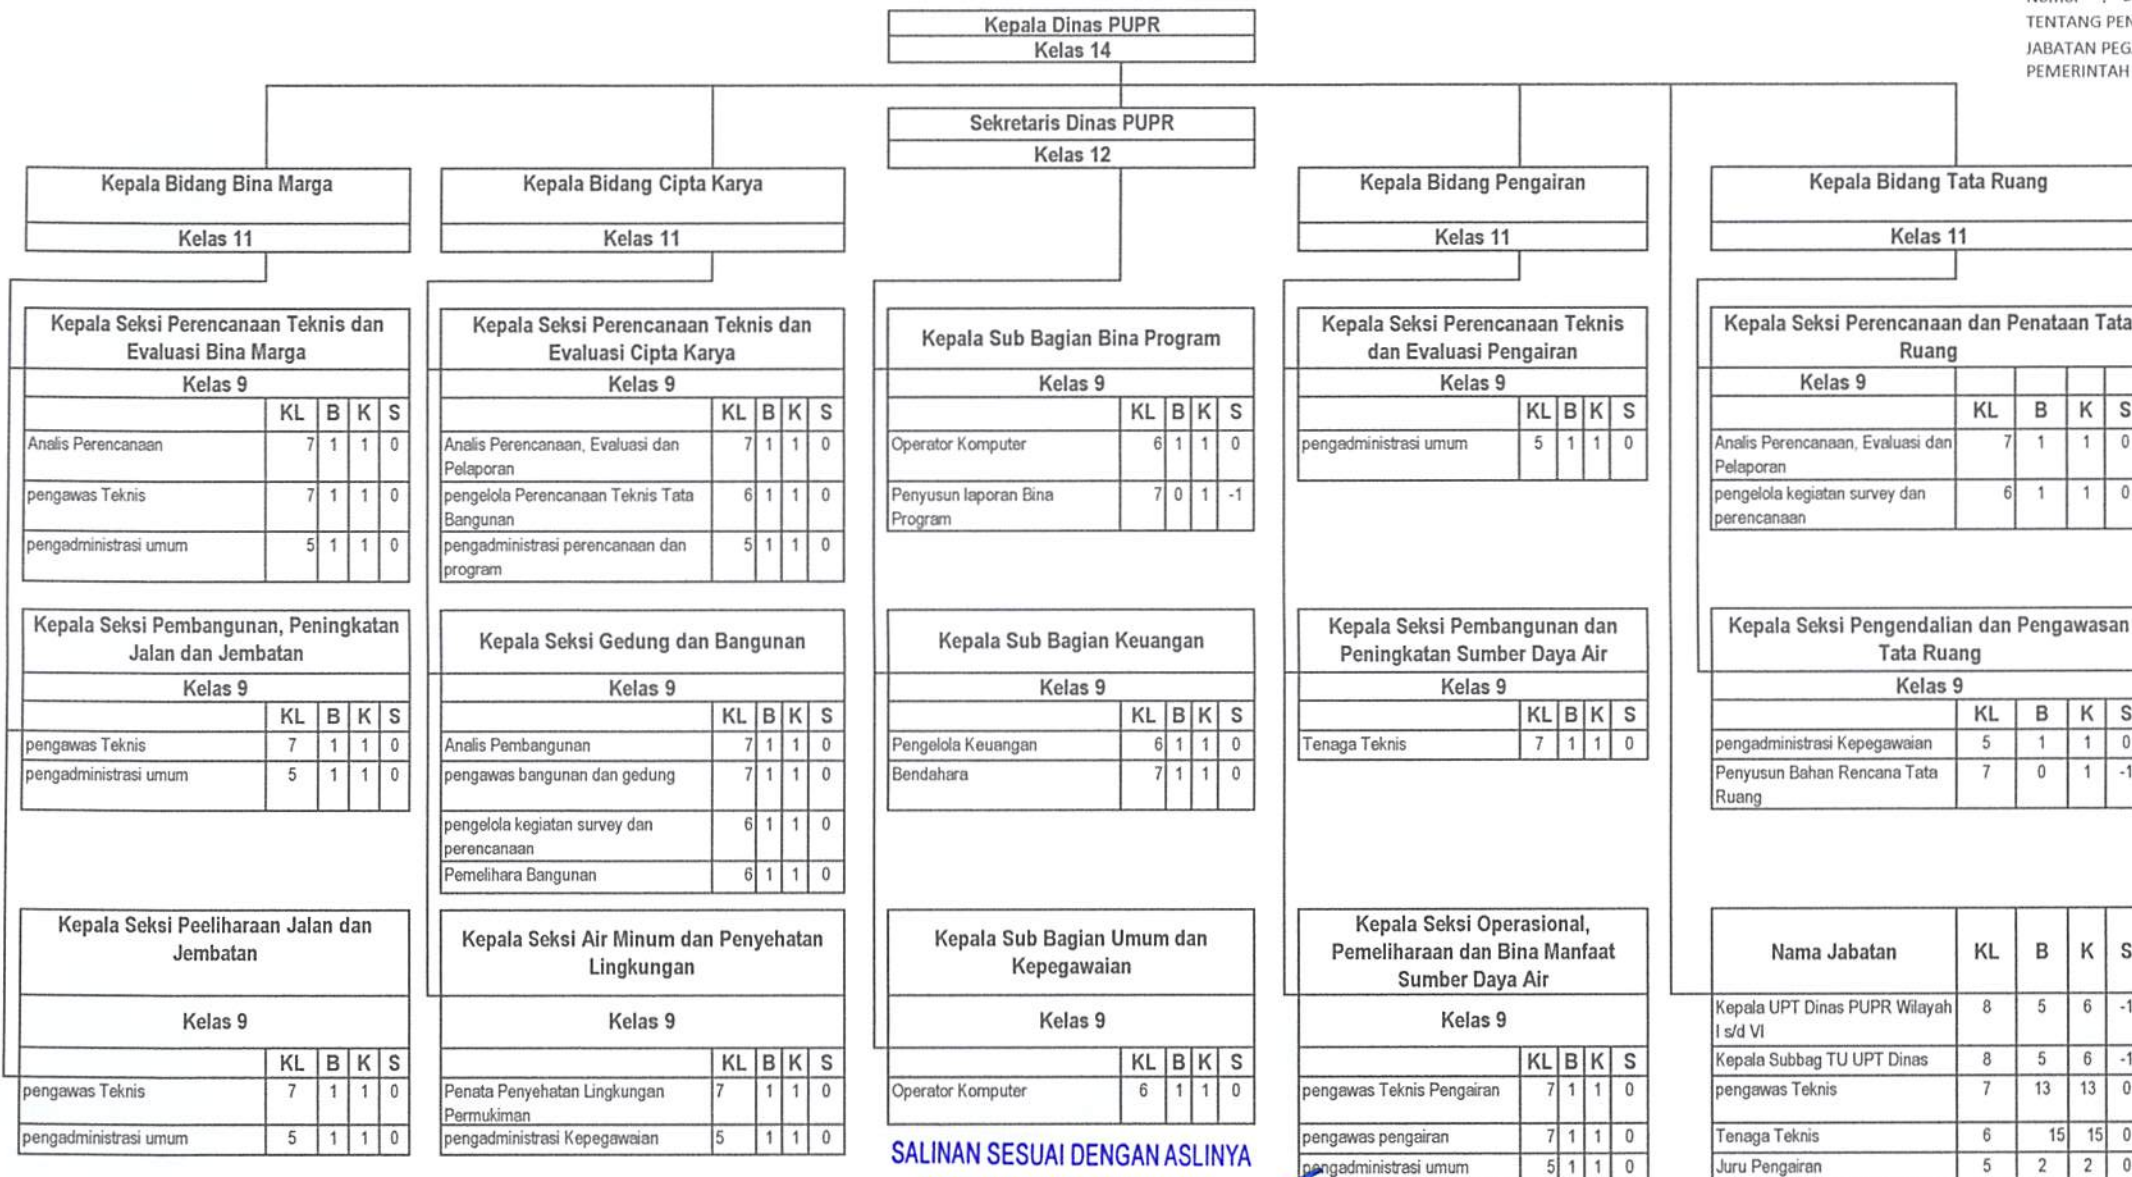 TENTANG PEN
JABATAN PEG
PEMERINTAH
Kepala Dinas PUPR
Kelas 14
Sekretaris Dinas PUPR
Kelas 12
Kepala Bidang Bina Marga
Kelas 11
Kepala Seksi Perencanaan Teknis dan
Evaluasi Bina Marga
Kelas 9
KL B K S
Analis Perencanaan 7 1 1 0
pengawas Teknis 7 1 1 0
pengadministrasi umum 5 1 1 0
Kepala Seksi Pembangunan, Peningkatan
Jalan dan Jembatan
Kelas 9
KL B K S
pengawas Teknis 7 1 1 0
pengadministrasi umum 5 1 1 0
Kepala Seksi Peeliharaan Jalan dan
Jembatan
Kelas 9
KL B K S
pengawas Teknis 7 1 1 0
pengadministrasi umum 5 1 1 0
Kepala Bidang Cipta Karya
Kelas 11
Kepala Seksi Perencanaan Teknis dan
Evaluasi Cipta Karya
Kelas 9
KL B K S
Analis Perencanaan, Evaluasi dan 7 1 1 0
Pelaporan
pengelola Perencanaan Teknis Tata 6 1 1 0
Bangunan
pengadministrasi perencanaan dan 5 1 1 0
program
Kepala Seksi Gedung dan Bangunan
Kelas 9
KL B K S
Analis Pembangunan 7 1 1 0
pengawas bangunan dan gedung 7 1 1 0
pengelola kegiatan survey dan 6 1 1 0
perencanaan
Pemelihara Bangunan 6 1 1 0
Kepala Seksi Air Minum dan Penyehatan
Lingkungan
Kelas 9
KL B K S
Penata Penyehatan Lingkungan 7 1 1 0
Permukiman
pengadministrasi Kepegawaian 5 1 1 0
Kepala Sub Bagian Bina Program
Kelas 9
KL B K S
Operator Komputer 6 1 1 0
Penyusun laporan Bina 7 0 1 -1
Program
Kepala Sub Bagian Keuangan
Kelas 9
KL B K S
Pengelola Keuangan 6 1 1 0
Bendahara 7 1 1 0
Kepala Sub Bagian Umum dan
Kepegawaian
Kelas 9
KL B K S
Operator Komputer 6 1 1 0
SALINAN SESUAI DENGAN ASLINYA
Kepala Bidang Pengairan
Kelas 11
Kepala Seksi Perencanaan Teknis
dan Evaluasi Pengairan
Kelas 9
KL B K S
pengadministrasi umum 5 1 1 0
Kepala Seksi Pembangunan dan
Peningkatan Sumber Daya Air
Kelas 9
KL B K S
Tenaga Teknis 7 1 1 0
Kepala Seksi Operasional,
Pemeliharaan dan Bina Manfaat
Sumber Daya Air
Kelas 9
KL B K S
pengawas Teknis Pengairan 7 1 1 0
pengawas pengairan 7 1 1 0
pengadministrasi umum 5 1 1 0
Kepala Bidang Tata Ruang
Kelas 11
Kepala Seksi Perencanaan dan Penataan Tata
Ruang
Kelas 9
KL B K S
Analis Perencanaan, Evaluasi dan 7 1 1 0
Pelaporan
pengelola kegiatan survey dan 6 1 1 0
perencanaan
Kepala Seksi Pengendalian dan Pengawasan
Tata Ruang
Kelas 9
KL B K S
pengadministrasi Kepegawaian 5 1 1 0
Penyusun Bahan Rencana Tata 7 0 1 -1
Ruang
Nama Jabatan KL B K S
Kepala UPT Dinas PUPR Wilayah 8 5 6 -1
I s/d VI
Kepala Subbag TU UPT Dinas 8 5 6 -1
pengawas Teknis 7 13 13 0
Tenaga Teknis 6 15 15 0
Juru Pengairan 5 2 2 0